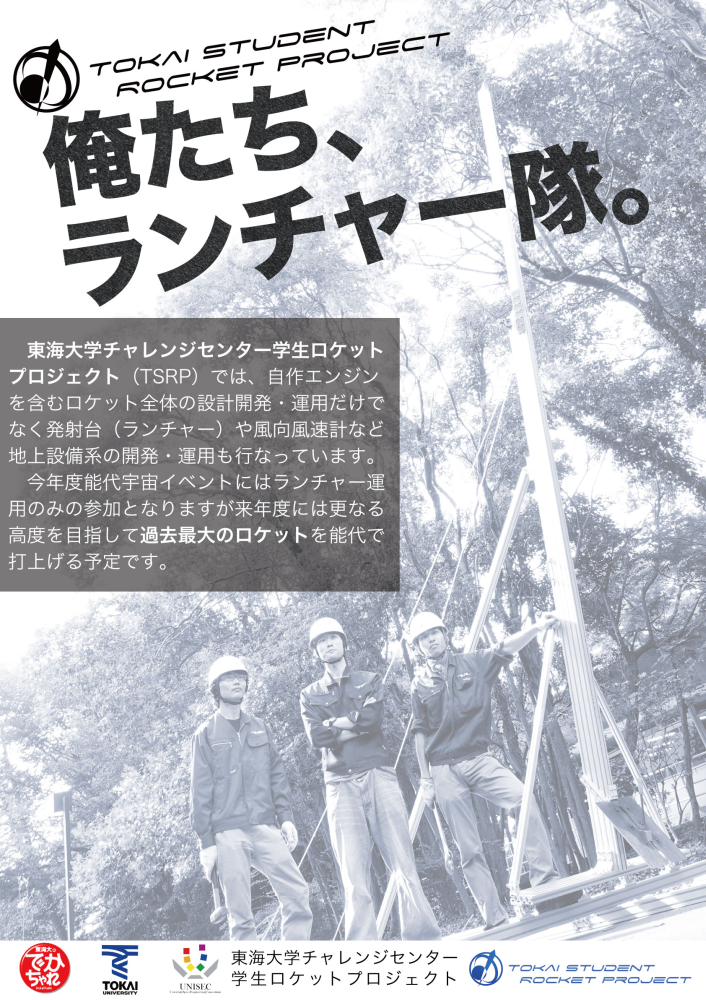 TOKAI STUDENT
ROCKET PROJECT
俺たち、
ランチャー隊。
東海大学チャレンジセンター学生ロケット
プロジェクト（TSRP）では、自作エンジン
を含むロケット全体の設計開発・運用だけで
なく発射台（ランチャー）や風向風速計など
地上設備系の開発・運用も行なっています。
今年度能代宇宙イベントにはランチャー運
用のみの参加となりますが来年度には更なる
高度を目指して過去最大のロケットを能代で
打上げる予定です。
東海大な
でっかちゃれ
TOKAI
UNIVERSITY
UNISEC
東海大学チャレンジセンター
学生ロケットプロジェクト
TOKAI STUDENT
ROCKET PROJECT